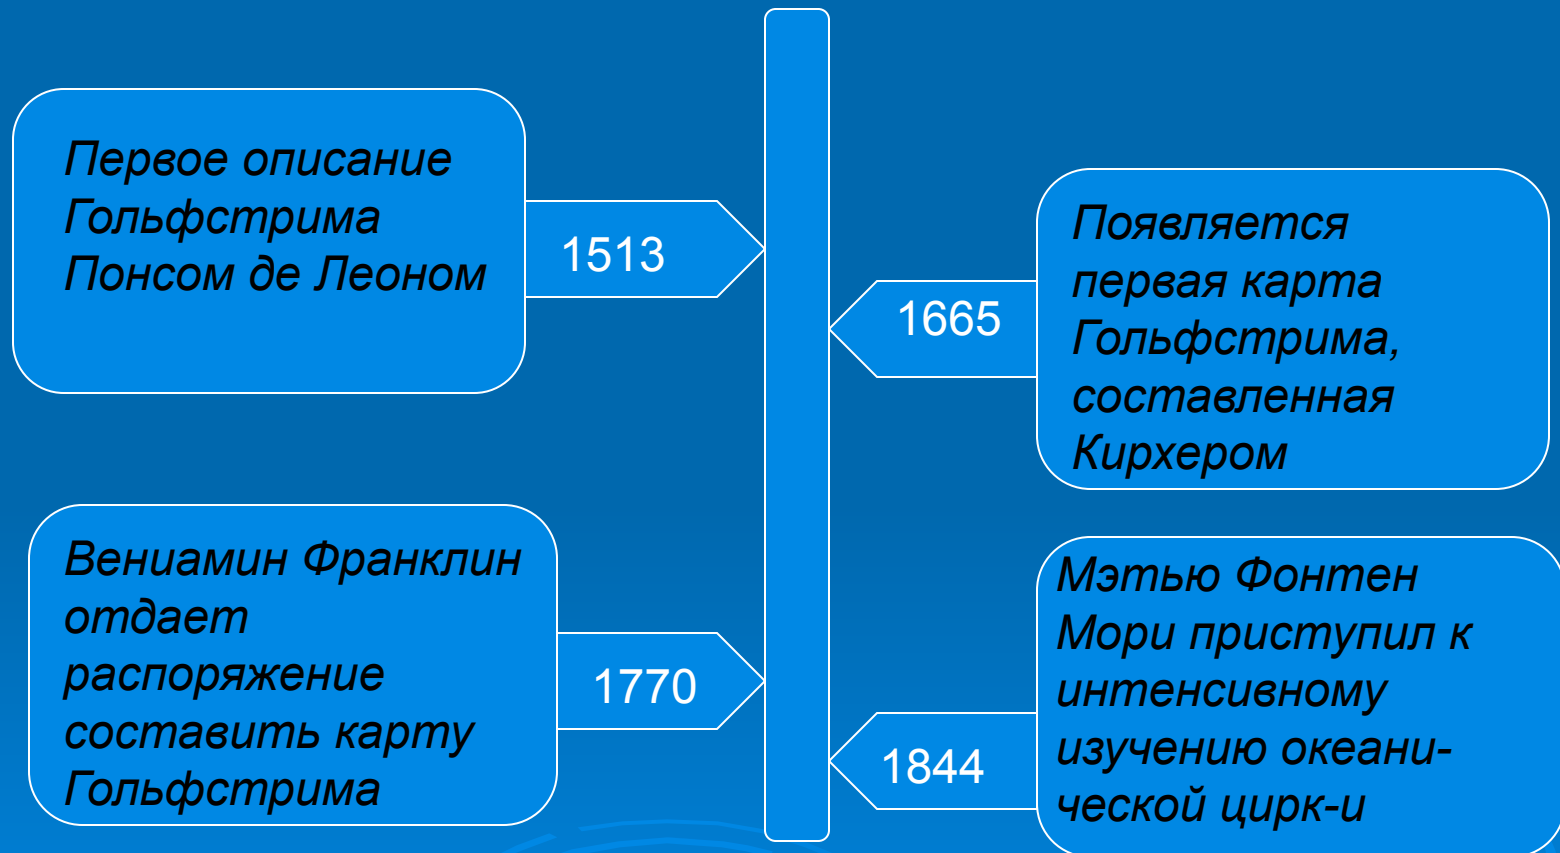 Первое описание
Гольфстрима
Понсом де Леоном
1513
Появляется
первая карта
Гольфстрима,
составленная
Кирхером
1665
Вениамин Франклин
отдает
распоряжение
составить карту
Гольфстрима
1770
Мэтью Фонтен
Мори приступил к
интенсивному
изучению океани-
ческой цирк-и
1844